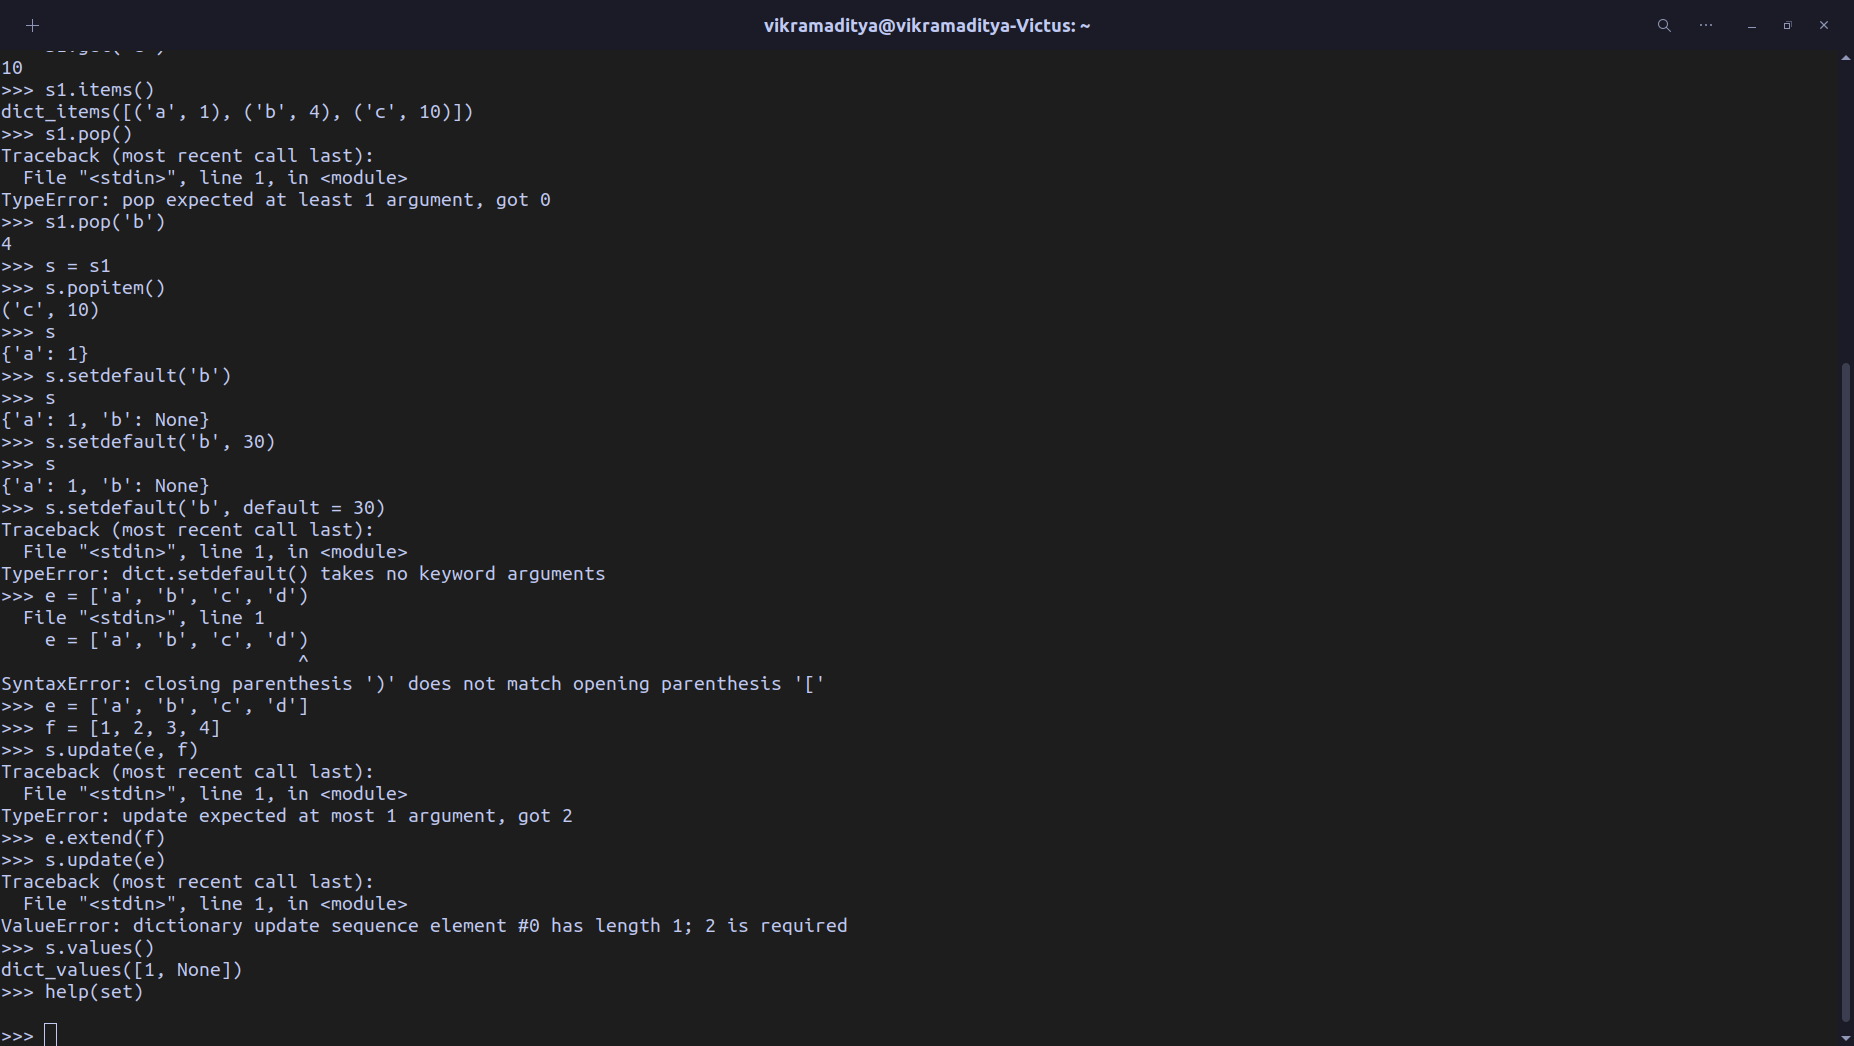 vikramaditya@vikramaditya-Victus: ~
10
>>> s1.items()
dict_items([('a', 1), ('b', 4), ('c', 10)])
>>> s1.pop()
Traceback (most recent call last):
  File "<stdin>", line 1, in <module>
TypeError: pop expected at least 1 argument, got 0
>>> s1.pop('b')
4
>>> s = s1
>>> s.popitem()
('c', 10)
>>> s
{'a': 1}
>>> s.setdefault('b')
>>> s
{'a': 1, 'b': None}
>>> s.setdefault('b', 30)
>>> s
{'a': 1, 'b': None}
>>> s.setdefault('b', default = 30)
Traceback (most recent call last):
  File "<stdin>", line 1, in <module>
TypeError: dict.setdefault() takes no keyword arguments
>>> e = ['a', 'b', 'c', 'd')
  File "<stdin>", line 1
    e = ['a', 'b', 'c', 'd')
                           ^
SyntaxError: closing parenthesis ')' does not match opening parenthesis '['
>>> e = ['a', 'b', 'c', 'd']
>>> f = [1, 2, 3, 4]
>>> s.update(e, f)
Traceback (most recent call last):
  File "<stdin>", line 1, in <module>
TypeError: update expected at most 1 argument, got 2
>>> e.extend(f)
>>> s.update(e)
Traceback (most recent call last):
  File "<stdin>", line 1, in <module>
ValueError: dictionary update sequence element #0 has length 1; 2 is required
>>> s.values()
dict_values([1, None])
>>> help(set)
>>>